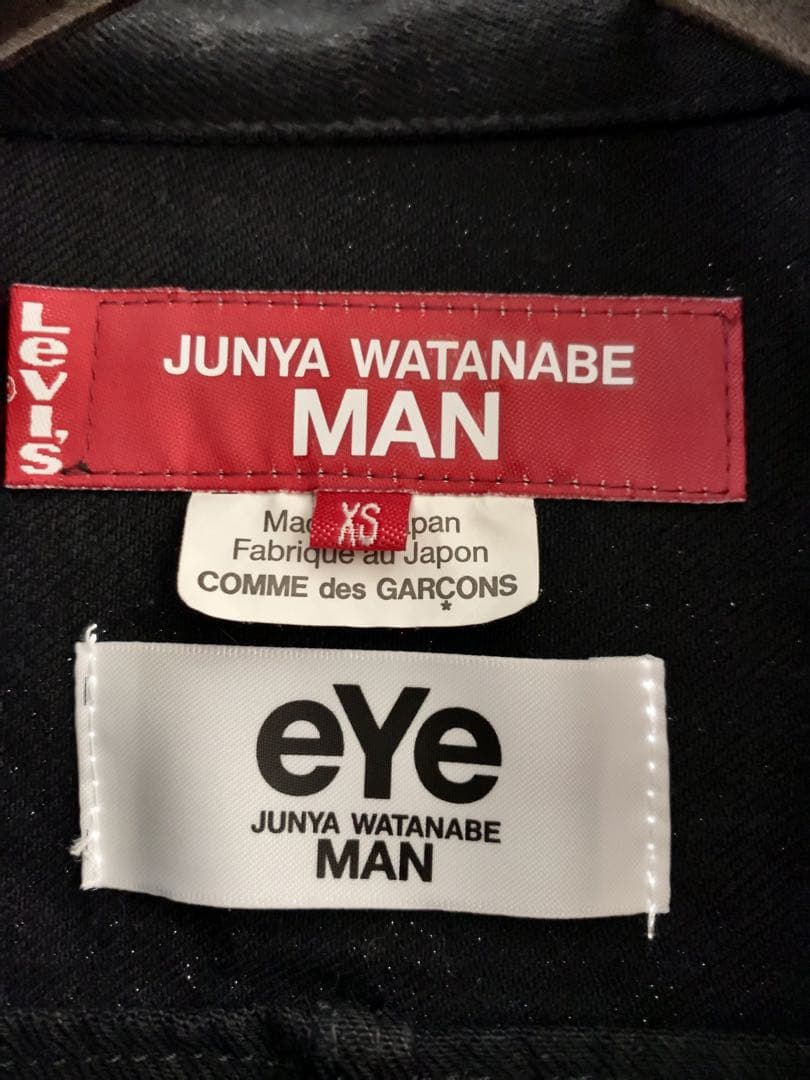 Levi's
®
JUNYA WATANABE
MAN
XS
Fabrique au Japon
COMME des GARÇONS
*
eYe
JUNYA WATANABE
MAN